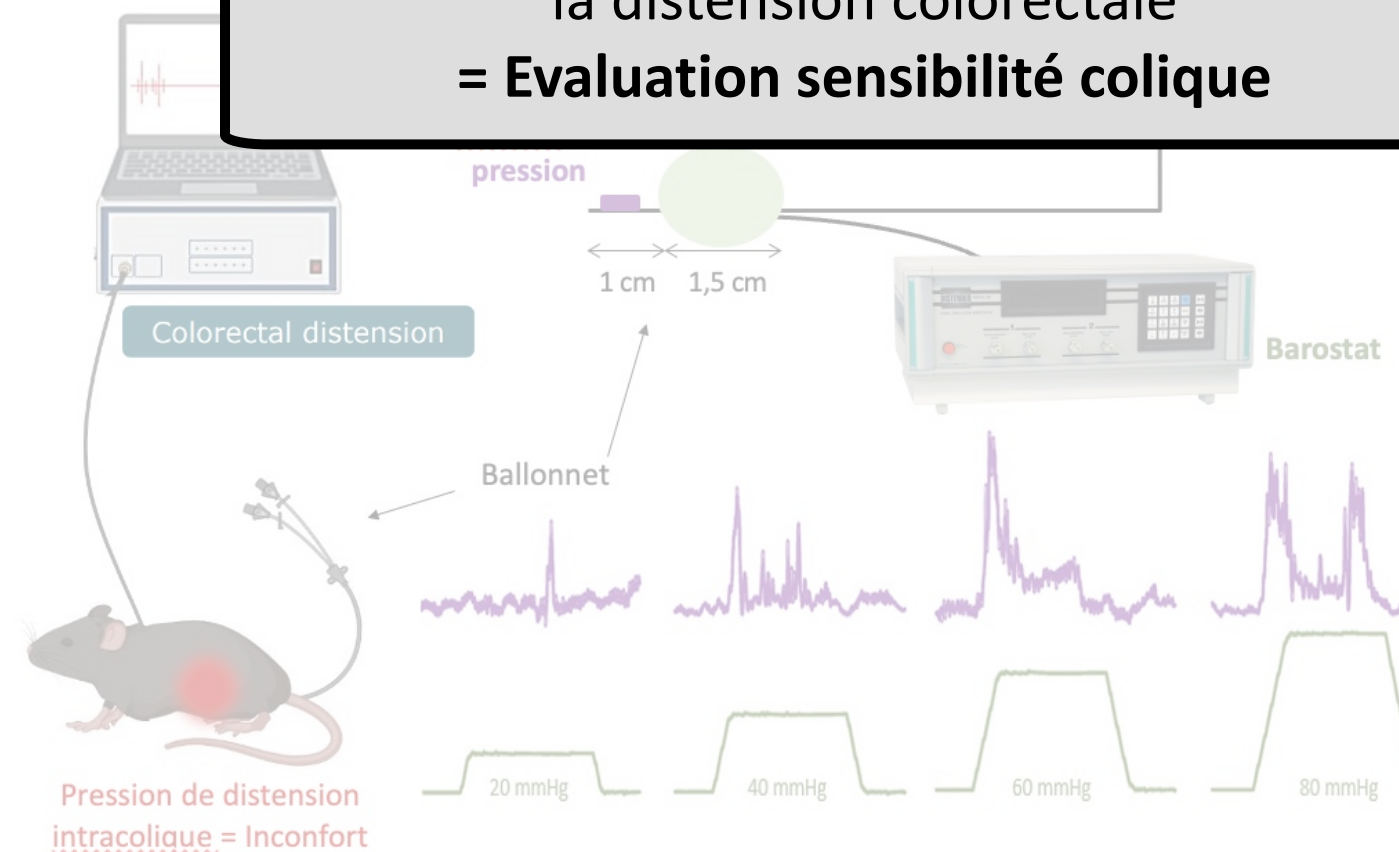 la distension colorectale
= Evaluation sensibilité colique
pression
1 cm
1,5 cm
Colorectal distension
Barostat
Ballonnet
20 mmHg
40 mmHg
60 mmHg
80 mmHg
Pression de distension
intracolique = Inconfort